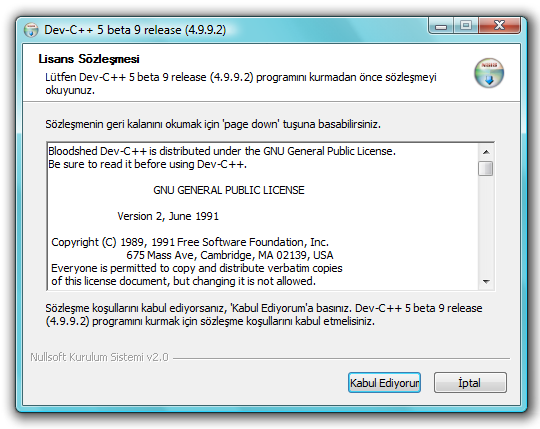 Dev-C++ 5 beta 9 release (4.9.9.2)
Lisans Sözleşmesi
Lütfen Dev-C++ 5 beta 9 release (4.9.9.2) programını kurmadan önce sözleşmeyi
okuyunuz.
Sözleşmenin geri kalanını okumak için 'page down' tuşuna basabilirsiniz.
Bloodshed Dev-C++ is distributed under the GNU General Public License.
Be sure to read it before using Dev-C++.
GNU GENERAL PUBLIC LICENSE
Version 2, June 1991
Copyright (C) 1989, 1991 Free Software Foundation, Inc.
675 Mass Ave, Cambridge, MA 02139, USA
Everyone is permitted to copy and distribute verbatim copies
of this license document, but changing it is not allowed.
Sözleşme koşullarını kabul ediyorsanız, 'Kabul Ediyorum'a basınız. Dev-C++ 5 beta 9 release
(4.9.9.2) programını kurmak için sözleşme koşullarını kabul etmelisiniz.
Nullsoft Kurulum Sistemi v2.0
Kabul Ediyorur
İptal